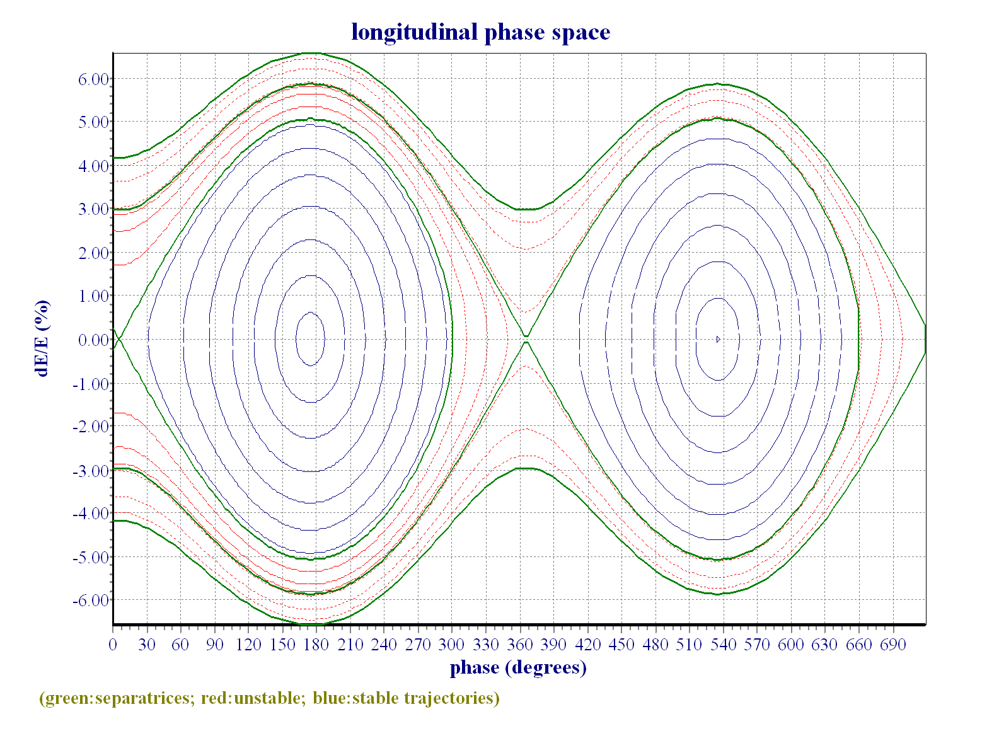 longitudinal phase space
6.00
5.00
4.00
3.00
2.00
1.00
0.00
-1.00
-2.00
-3.00
-4.00
-5.00
-6.00
dE/E (%)
0 30 60 90 120 150 180 210 240 270 300 330 360 390 420 450 480 510 540 570 600 630 660 690
phase (degrees)
(green:separatrices; red:unstable; blue:stable trajectories)